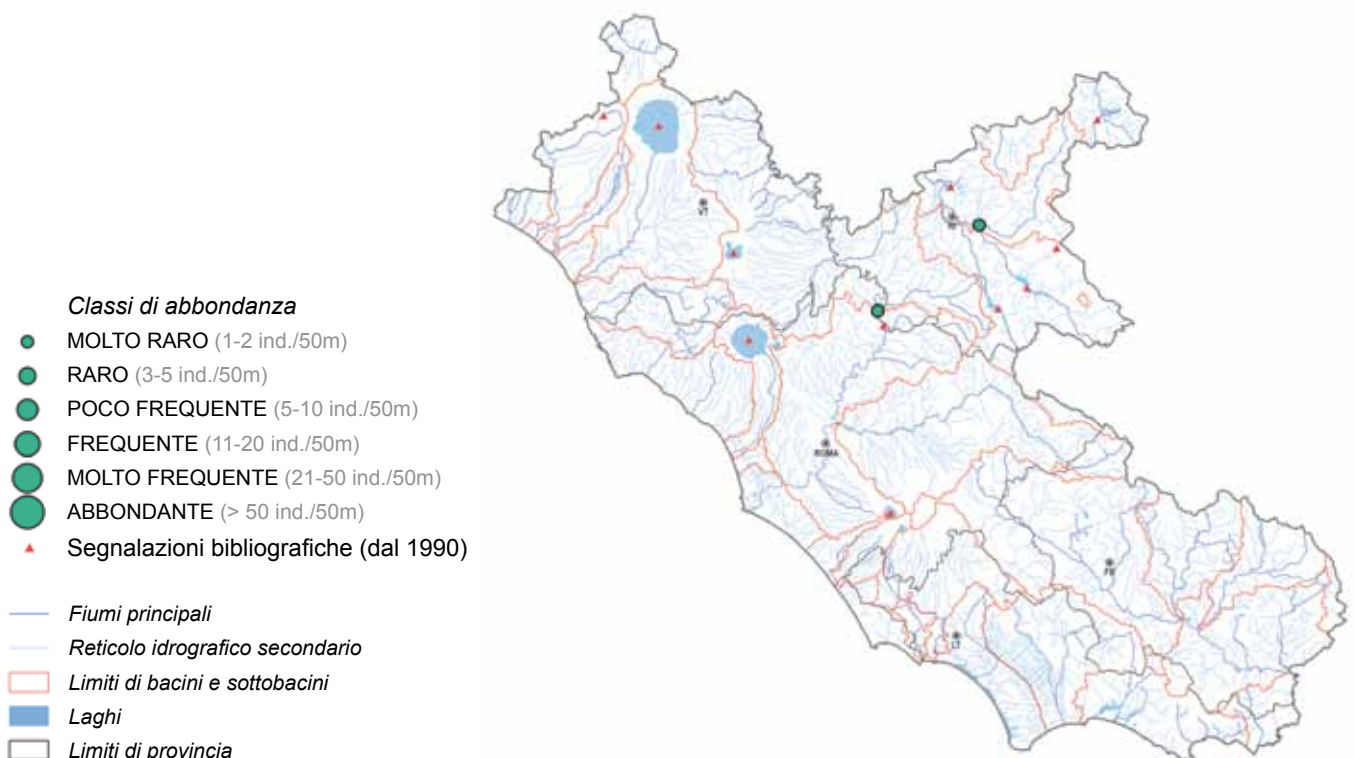 Classi di abbondanza
MOLTO RARO (1-2 ind./50m)
RARO (3-5 ind./50m)
POCO FREQUENTE (5-10 ind./50m)
FREQUENTE (11-20 ind./50m)
MOLTO FREQUENTE (21-50 ind./50m)
ABBONDANTE (> 50 ind./50m)
Segnalazioni bibliografiche (dal 1990)
Fiumi principali
Reticolo idrografico secondario
Limiti di bacini e sottobacini
Laghi
Limiti di provincia
VT
ROMA
FR
LT